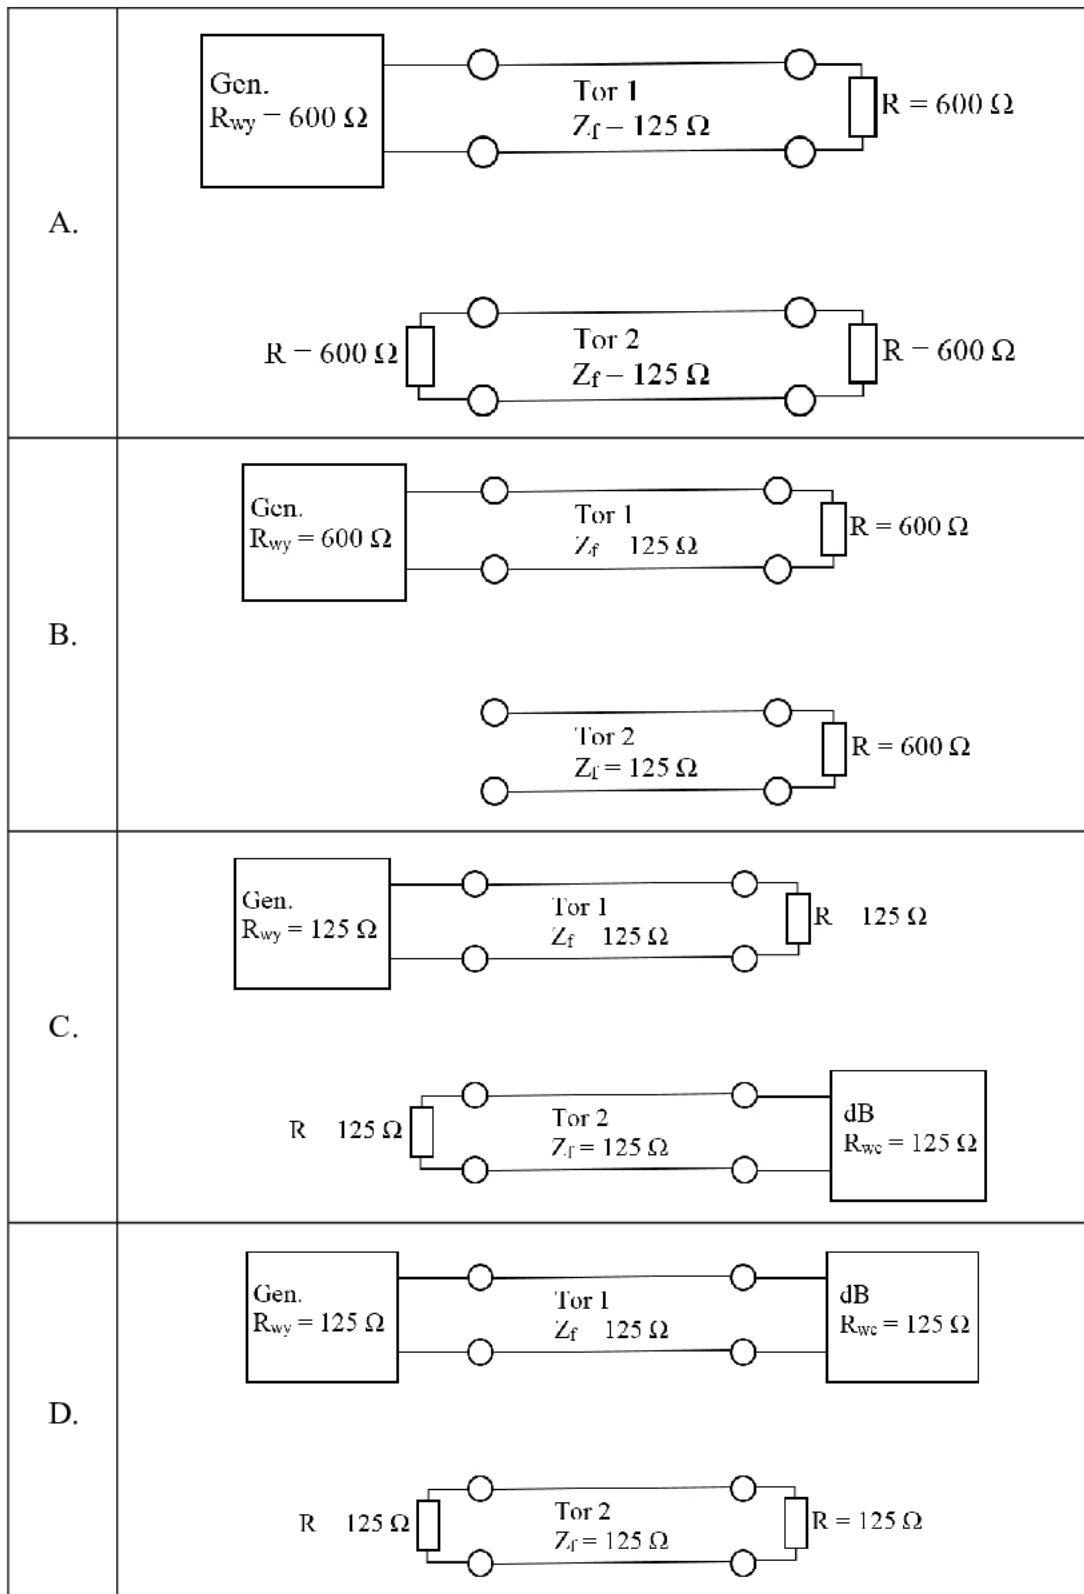 A.
Gen.
Rwy = 600 Ω
Tor 1
Zf = 125 Ω
R = 600 Ω
R = 600 Ω
Tor 2
Zf = 125 Ω
R = 600 Ω
B.
Gen.
Rwy = 600 Ω
Tor 1
Zf 125 Ω
R = 600 Ω
Tor 2
Zf = 125 Ω
R = 600 Ω
C.
Gen.
Rwy = 125 Ω
Tor 1
Zf 125 Ω
R 125 Ω
R 125 Ω
Tor 2
Zf = 125 Ω
dB
Rwe = 125 Ω
D.
Gen.
Rwy = 125 Ω
Tor 1
Zf 125 Ω
dB
Rwe = 125 Ω
R 125 Ω
Tor 2
Zf = 125 Ω
R = 125 Ω